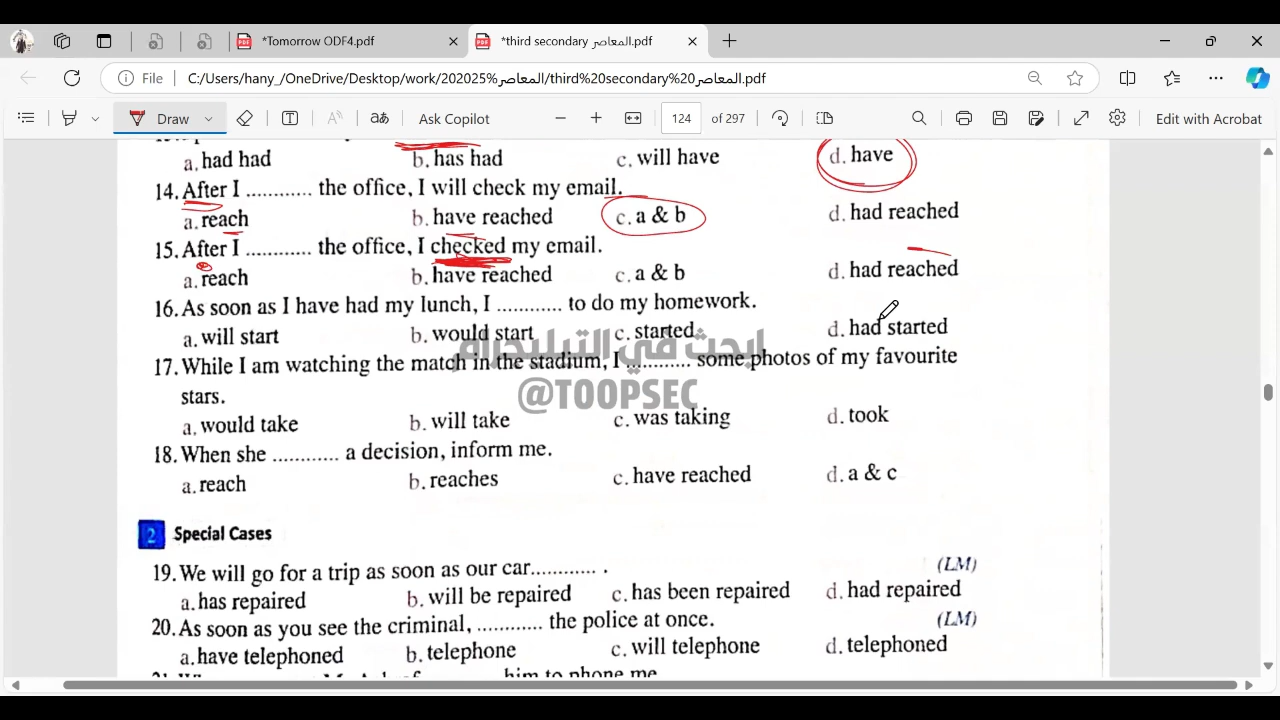 *Tomorrow ODF4.pdf
*third secondary المعاصر.pdf
File
C:/Users/hany_/OneDrive/Desktop/work/202025%المعاصر/third%20secondary%20المعاصر.pdf
Draw
Ask Copilot
124 of 297
Edit with Acrobat
a. had had b. has had c. will have d. have
14. After I ............ the office, I will check my email.
a. reach b. have reached c. a & b d. had reached
15. After I ............ the office, I checked my email.
a. reach b. have reached c. a & b d. had reached
16. As soon as I have had my lunch, I ............ to do my homework.
a. will start b. would start c. started d. had started
ابحث في التيليجرام
17. While I am watching the match in the stadium, I ............ some photos of my favourite
stars.
@TOOPSEC
a. would take b. will take c. was taking d. took
18. When she ............ a decision, inform me.
a. reach b. reaches c. have reached d. a & c
2 Special Cases
19. We will go for a trip as soon as our car............ . (LM)
a. has repaired b. will be repaired c. has been repaired d. had repaired
20. As soon as you see the criminal, ............ the police at once. (LM)
a. have telephoned b. telephone c. will telephone d. telephoned
him to phone me